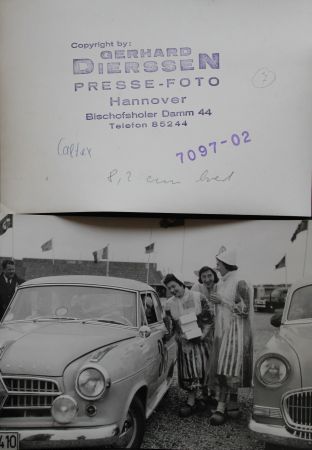 Copyright by:
GERHARD
DIERSSEN
PRESSE-FOTO
Hannover
Bischofsholer Damm 44
Telefon 85244
7097-02
8,2 cm breit
410